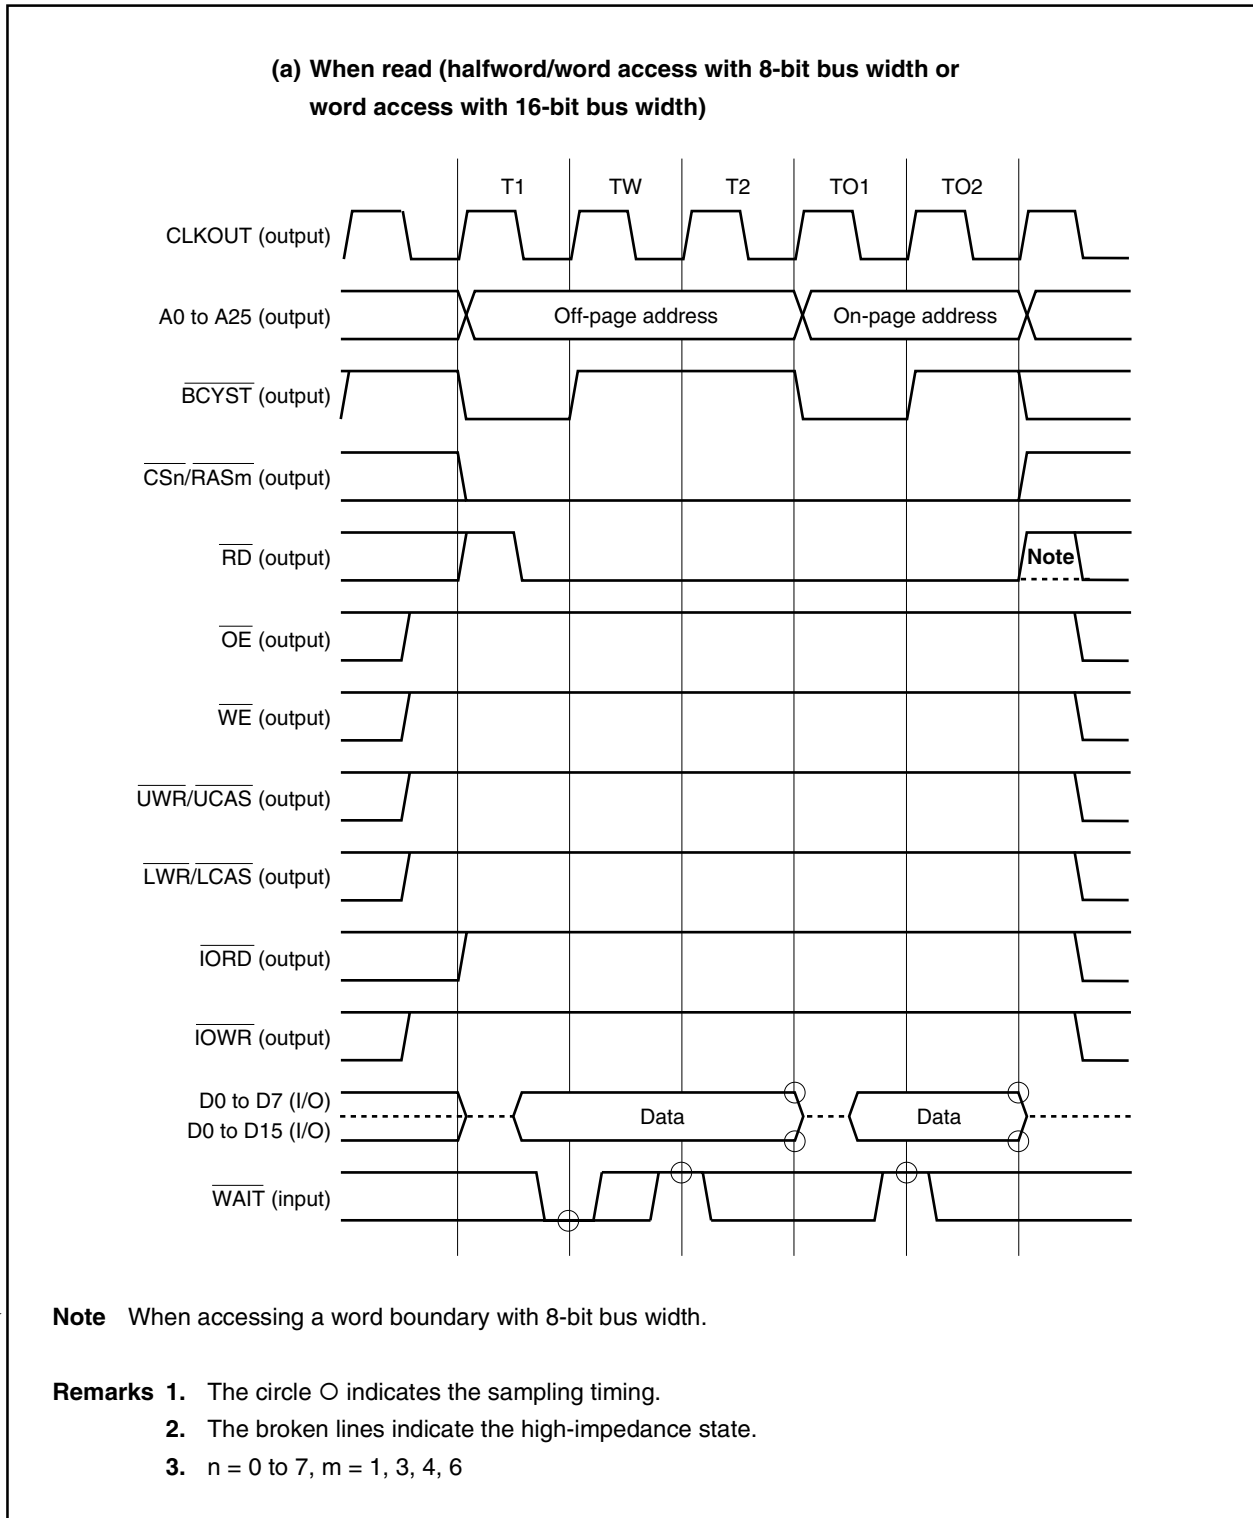 (a) When read (halfword/word access with 8-bit bus width or
word access with 16-bit bus width)
T1 TW T2 TO1 TO2
CLKOUT (output)
A0 to A25 (output) Off-page address On-page address
BCYST (output)
CSn/RASm (output)
RD (output) Note
OE (output)
WE (output)
UWR/UCAS (output)
LWR/LCAS (output)
IORD (output)
IOWR (output)
D0 to D7 (I/O)
Data Data
D0 to D15 (I/O)
WAIT (input)
Note When accessing a word boundary with 8-bit bus width.
Remarks 1. The circle ○ indicates the sampling timing.
2. The broken lines indicate the high-impedance state.
3. n = 0 to 7, m = 1, 3, 4, 6